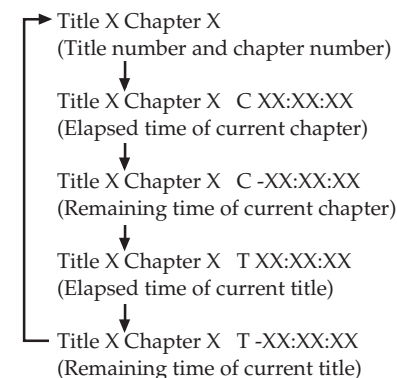 Title X Chapter X
(Title number and chapter number)
Title X Chapter X C XX:XX:XX
(Elapsed time of current chapter)
Title X Chapter X C -XX:XX:XX
(Remaining time of current chapter)
Title X Chapter X T XX:XX:XX
(Elapsed time of current title)
Title X Chapter X T -XX:XX:XX
(Remaining time of current title)